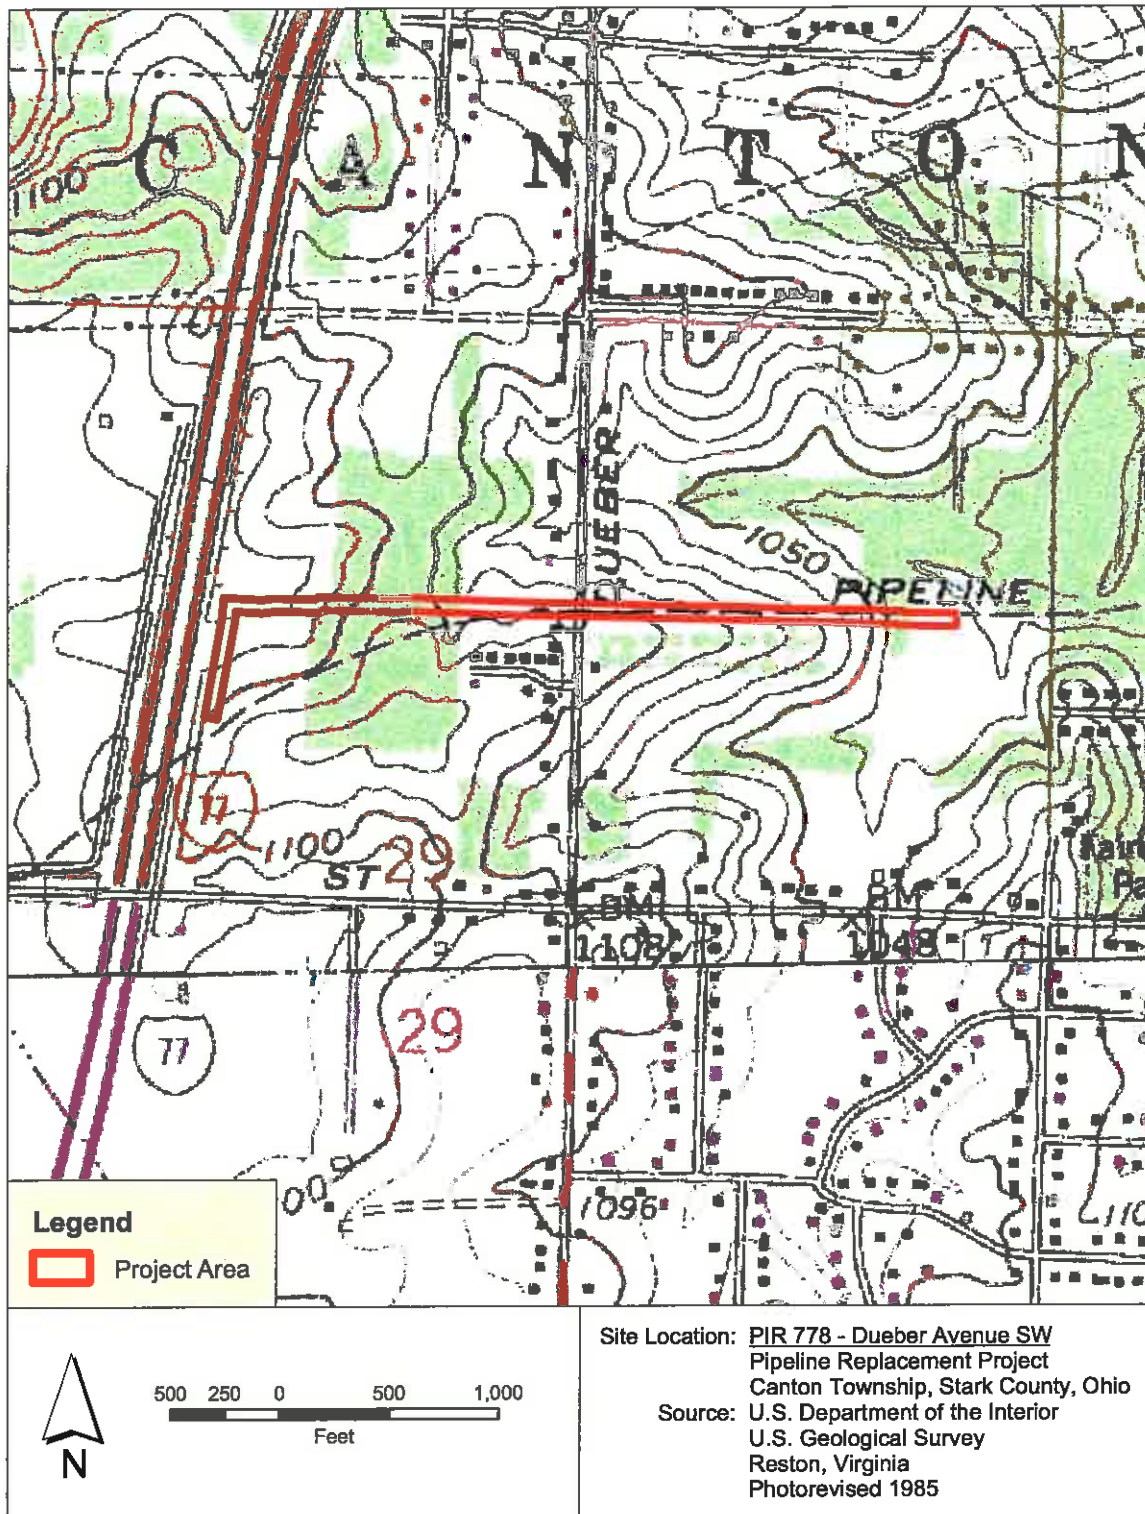 C A N T O N
1100
UEBER
1050
PIPELINE
77
1100
ST
29
BM
1108
BM
1048
29
77
1096
Legend
Project Area
500 250 0 500 1,000
Feet
N
Site Location: PIR 778 - Dueber Avenue SW
Pipeline Replacement Project
Canton Township, Stark County, Ohio
Source: U.S. Department of the Interior
U.S. Geological Survey
Reston, Virginia
Photorevised 1985